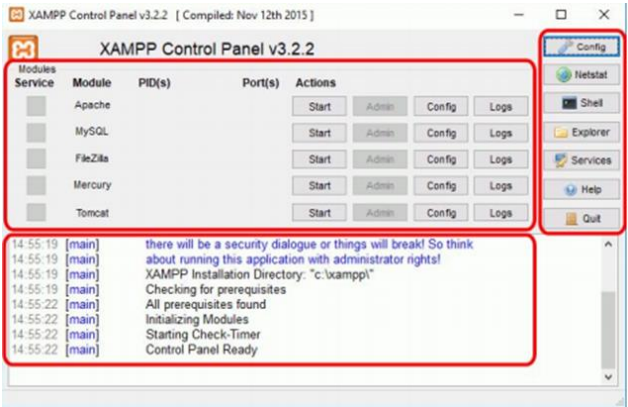 XAMPP Control Panel v3.2.2 [ Compiled: Nov 12th 2015 ]
XAMPP Control Panel v3.2.2
Modules
Service Module PID(s) Port(s) Actions
Apache Start Admin Config Logs
MySQL Start Admin Config Logs
FileZilla Start Admin Config Logs
Mercury Start Admin Config Logs
Tomcat Start Admin Config Logs
Config
Netstat
Shell
Explorer
Services
Help
Quit
14:55:19 [main] there will be a security dialogue or things will break! So think
14:55:19 [main] about running this application with administrator rights!
14:55:19 [main] XAMPP Installation Directory: "c:\xampp\"
14:55:19 [main] Checking for prerequisites
14:55:22 [main] All prerequisites found
14:55:22 [main] Initializing Modules
14:55:22 [main] Starting Check-Timer
14:55:22 [main] Control Panel Ready